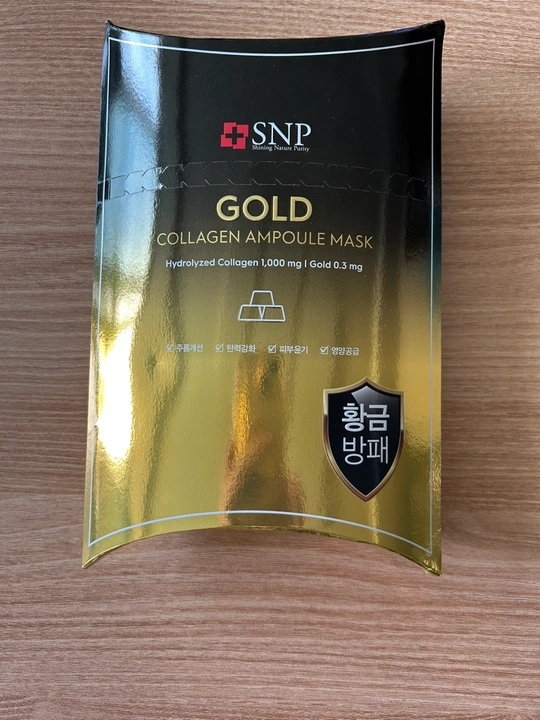 SNP
Shining Nature Purity
GOLD
COLLAGEN AMPOULE MASK
Hydrolyzed Collagen 1,000 mg | Gold 0.3 mg
주름개선 탄력강화 피부윤기 영양공급
황금
방패